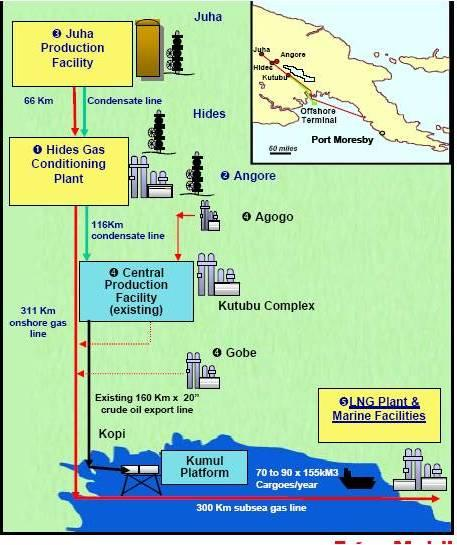 Juha
❸ Juha
Production
Facility
66 Km
Condensate line
Hides
❶ Hides Gas
Conditioning
Plant
❷ Angore
116Km
condensate line
❹ Agogo
❹ Central
Production
Facility
(existing)
Kutubu Complex
311 Km
onshore gas
line
❹ Gobe
Existing 160 Km x 20"
crude oil export line
Kopi
❺LNG Plant &
Marine Facilities
Kumul
Platform
70 to 90 x 155kM3
Cargoes/year
300 Km subsea gas line
Juha
Angore
Hides
Kutubu
Offshore
Terminal
Port Moresby
60 miles